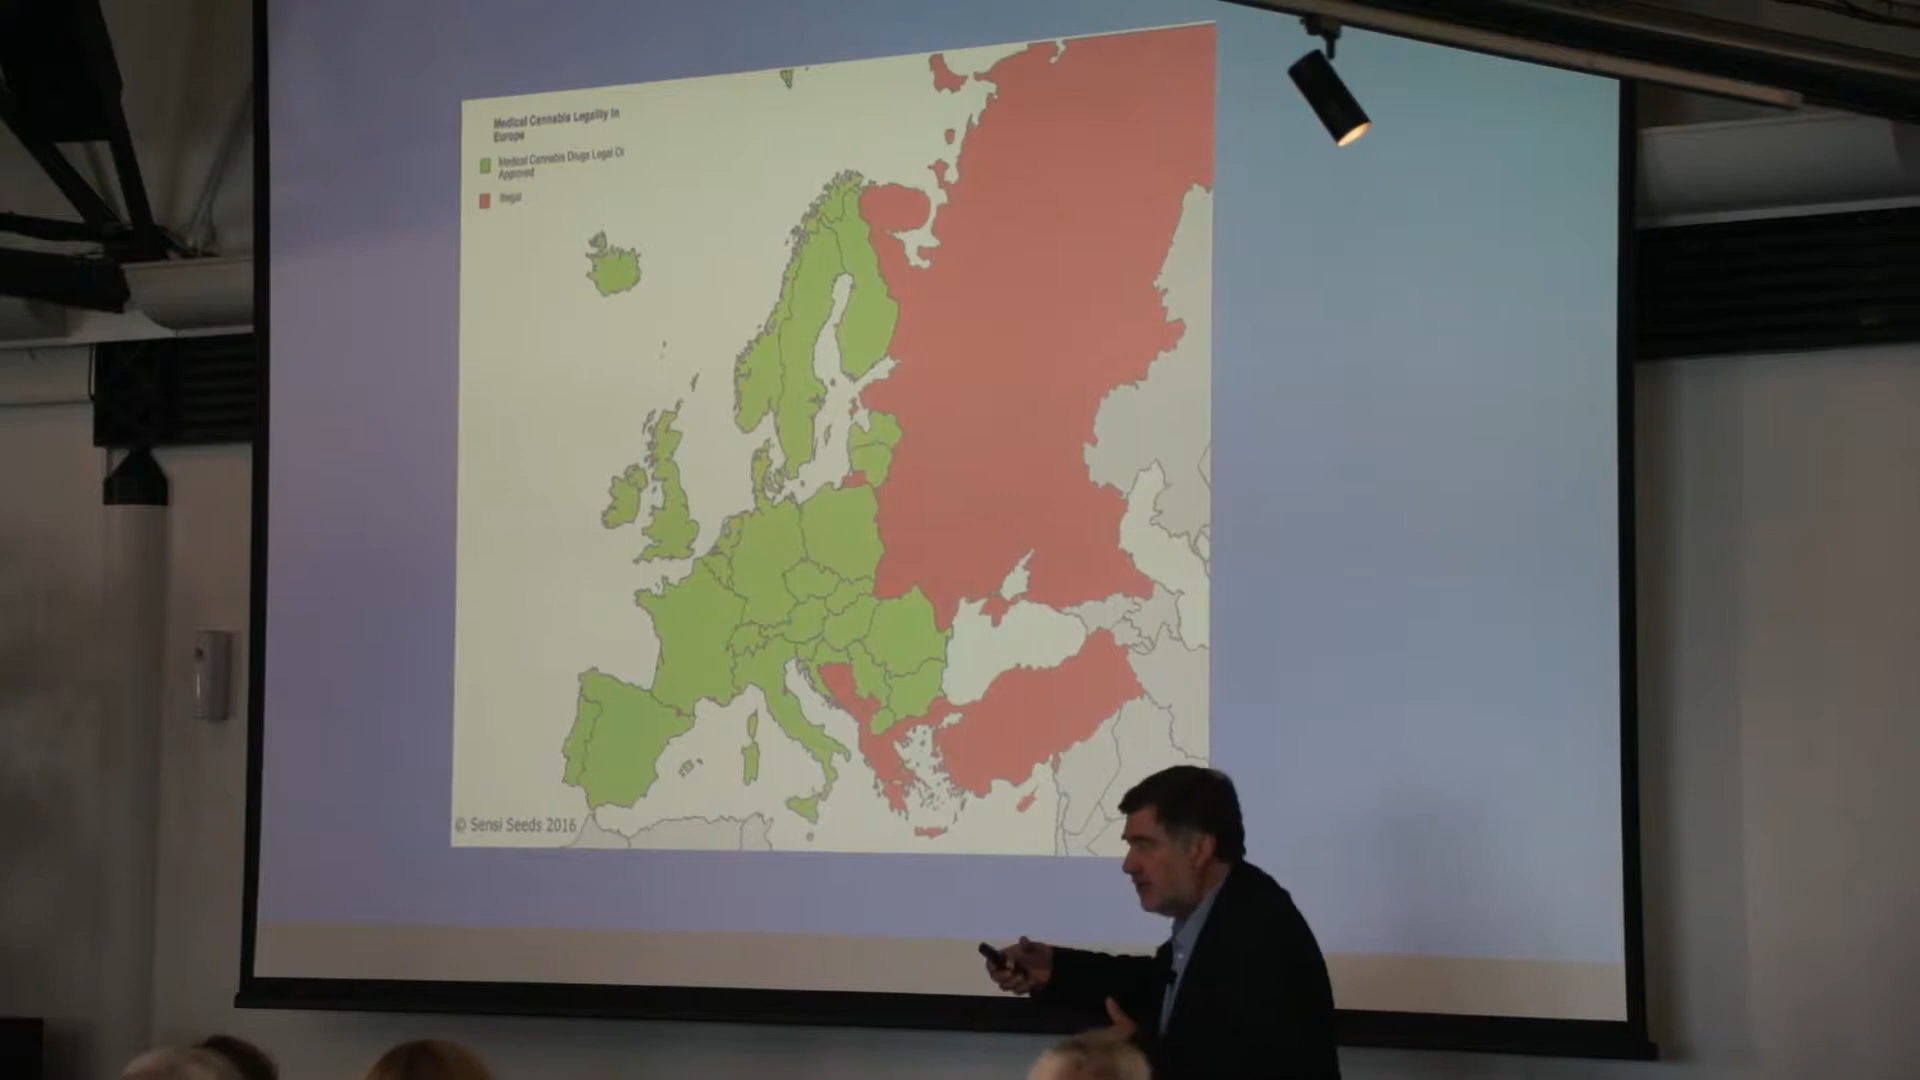 Medical Cannabis Legality In
Europe
Medical Cannabis Drugs Legal Or
Approved
Illegal
© Sensi Seeds 2016